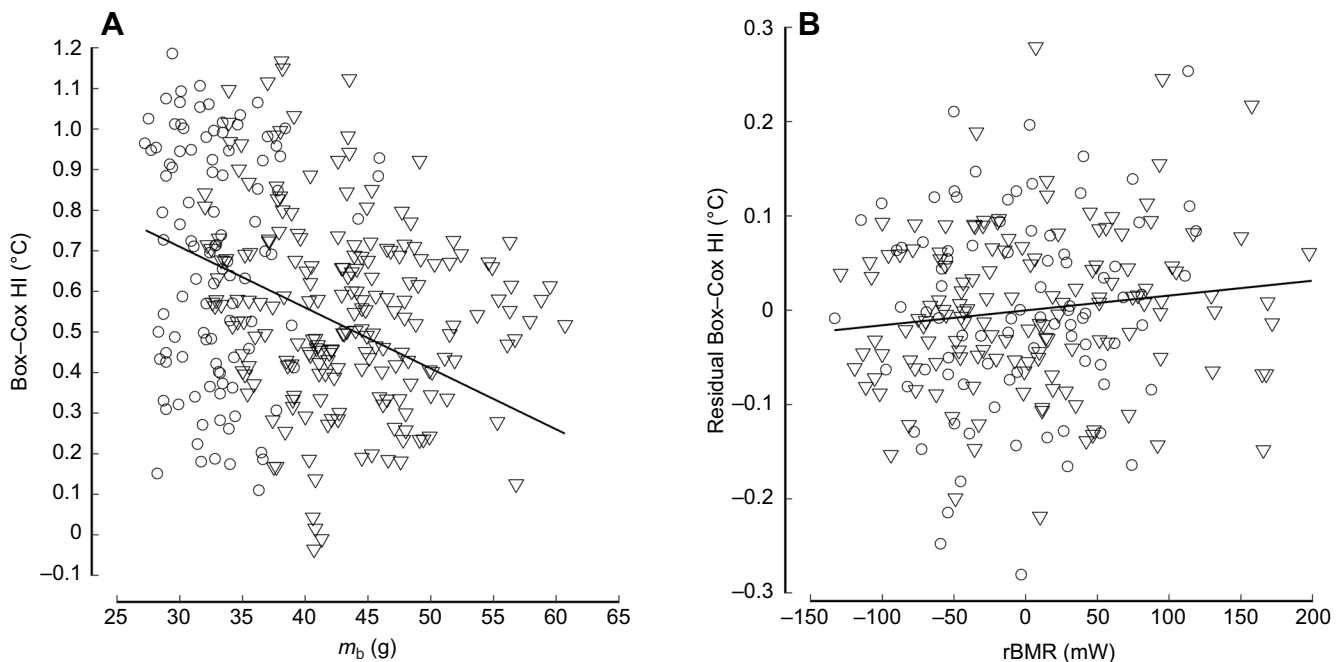 A
Box–Cox HI (°C)
1.2
1.1
1.0
0.9
0.8
0.7
0.6
0.5
0.4
0.3
0.2
0.1
0
–0.1
25 30 35 40 45 50 55 60 65
mb (g)
B
Residual Box–Cox HI (°C)
0.3
0.2
0.1
0
–0.1
–0.2
–0.3
–150 –100 –50 0 50 100 150 200
rBMR (mW)